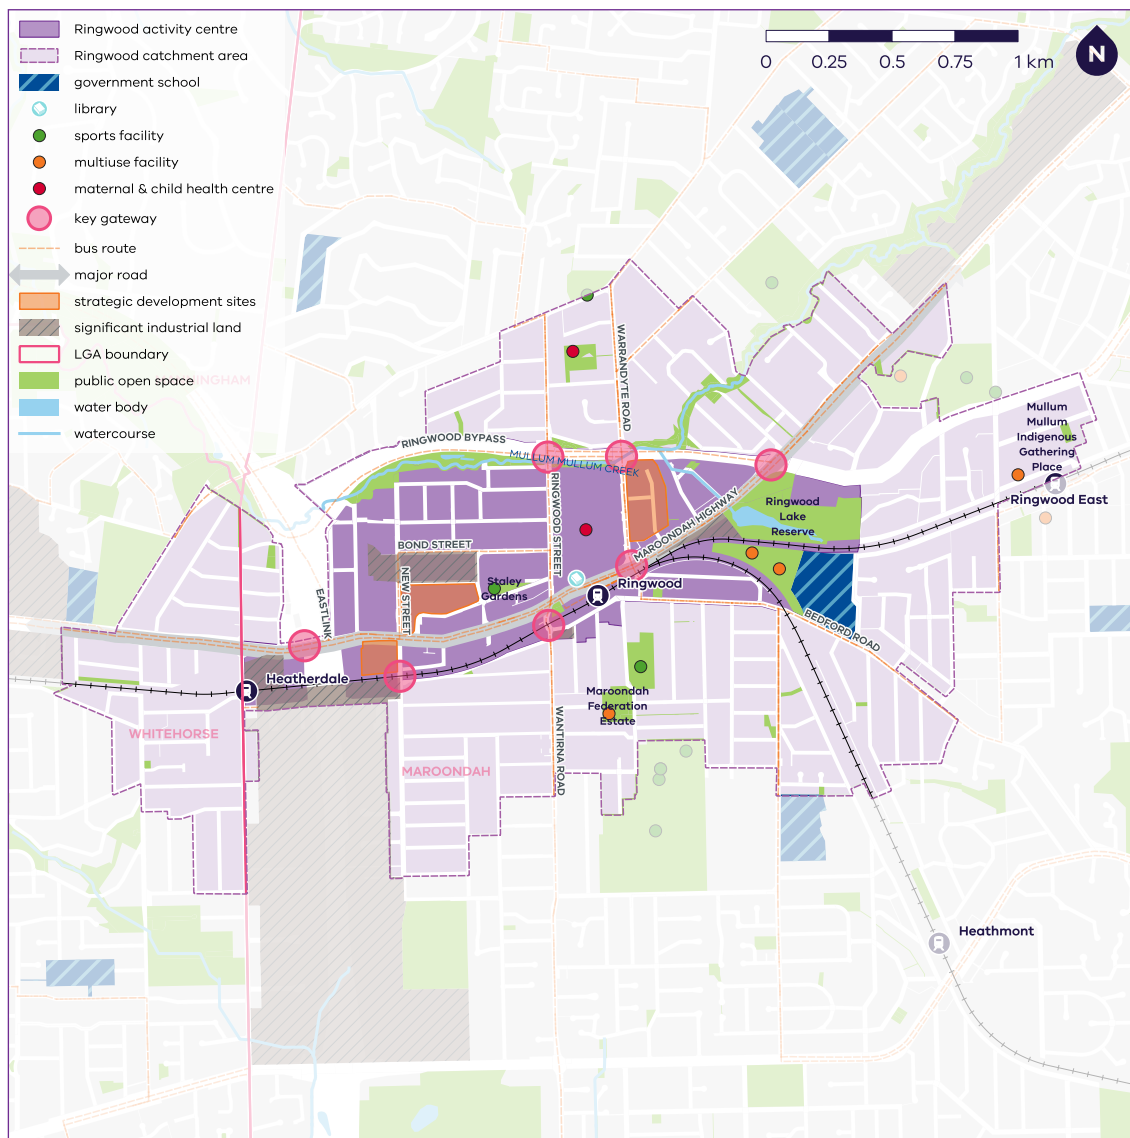 Ringwood activity centre
Ringwood catchment area
government school
library
sports facility
multiuse facility
maternal & child health centre
key gateway
bus route
major road
strategic development sites
significant industrial land
LGA boundary
public open space
water body
watercourse
0 0.25 0.5 0.75 1 km
N
WARRANDYTE ROAD
RINGWOOD BYPASS
MULLUM MULLUM CREEK
RINGWOOD STREET
MAROONDAH HIGHWAY
Mullum
Mullum
Indigenous
Gathering
Place
Ringwood East
Ringwood
Lake
Reserve
BOND STREET
NEW STREET
Staley
Gardens
Ringwood
EASTLINK
BEDFORD ROAD
Heatherdale
Maroondah
Federation
Estate
WANTIRNA ROAD
WHITEHORSE
MAROONDAH
Heathmont